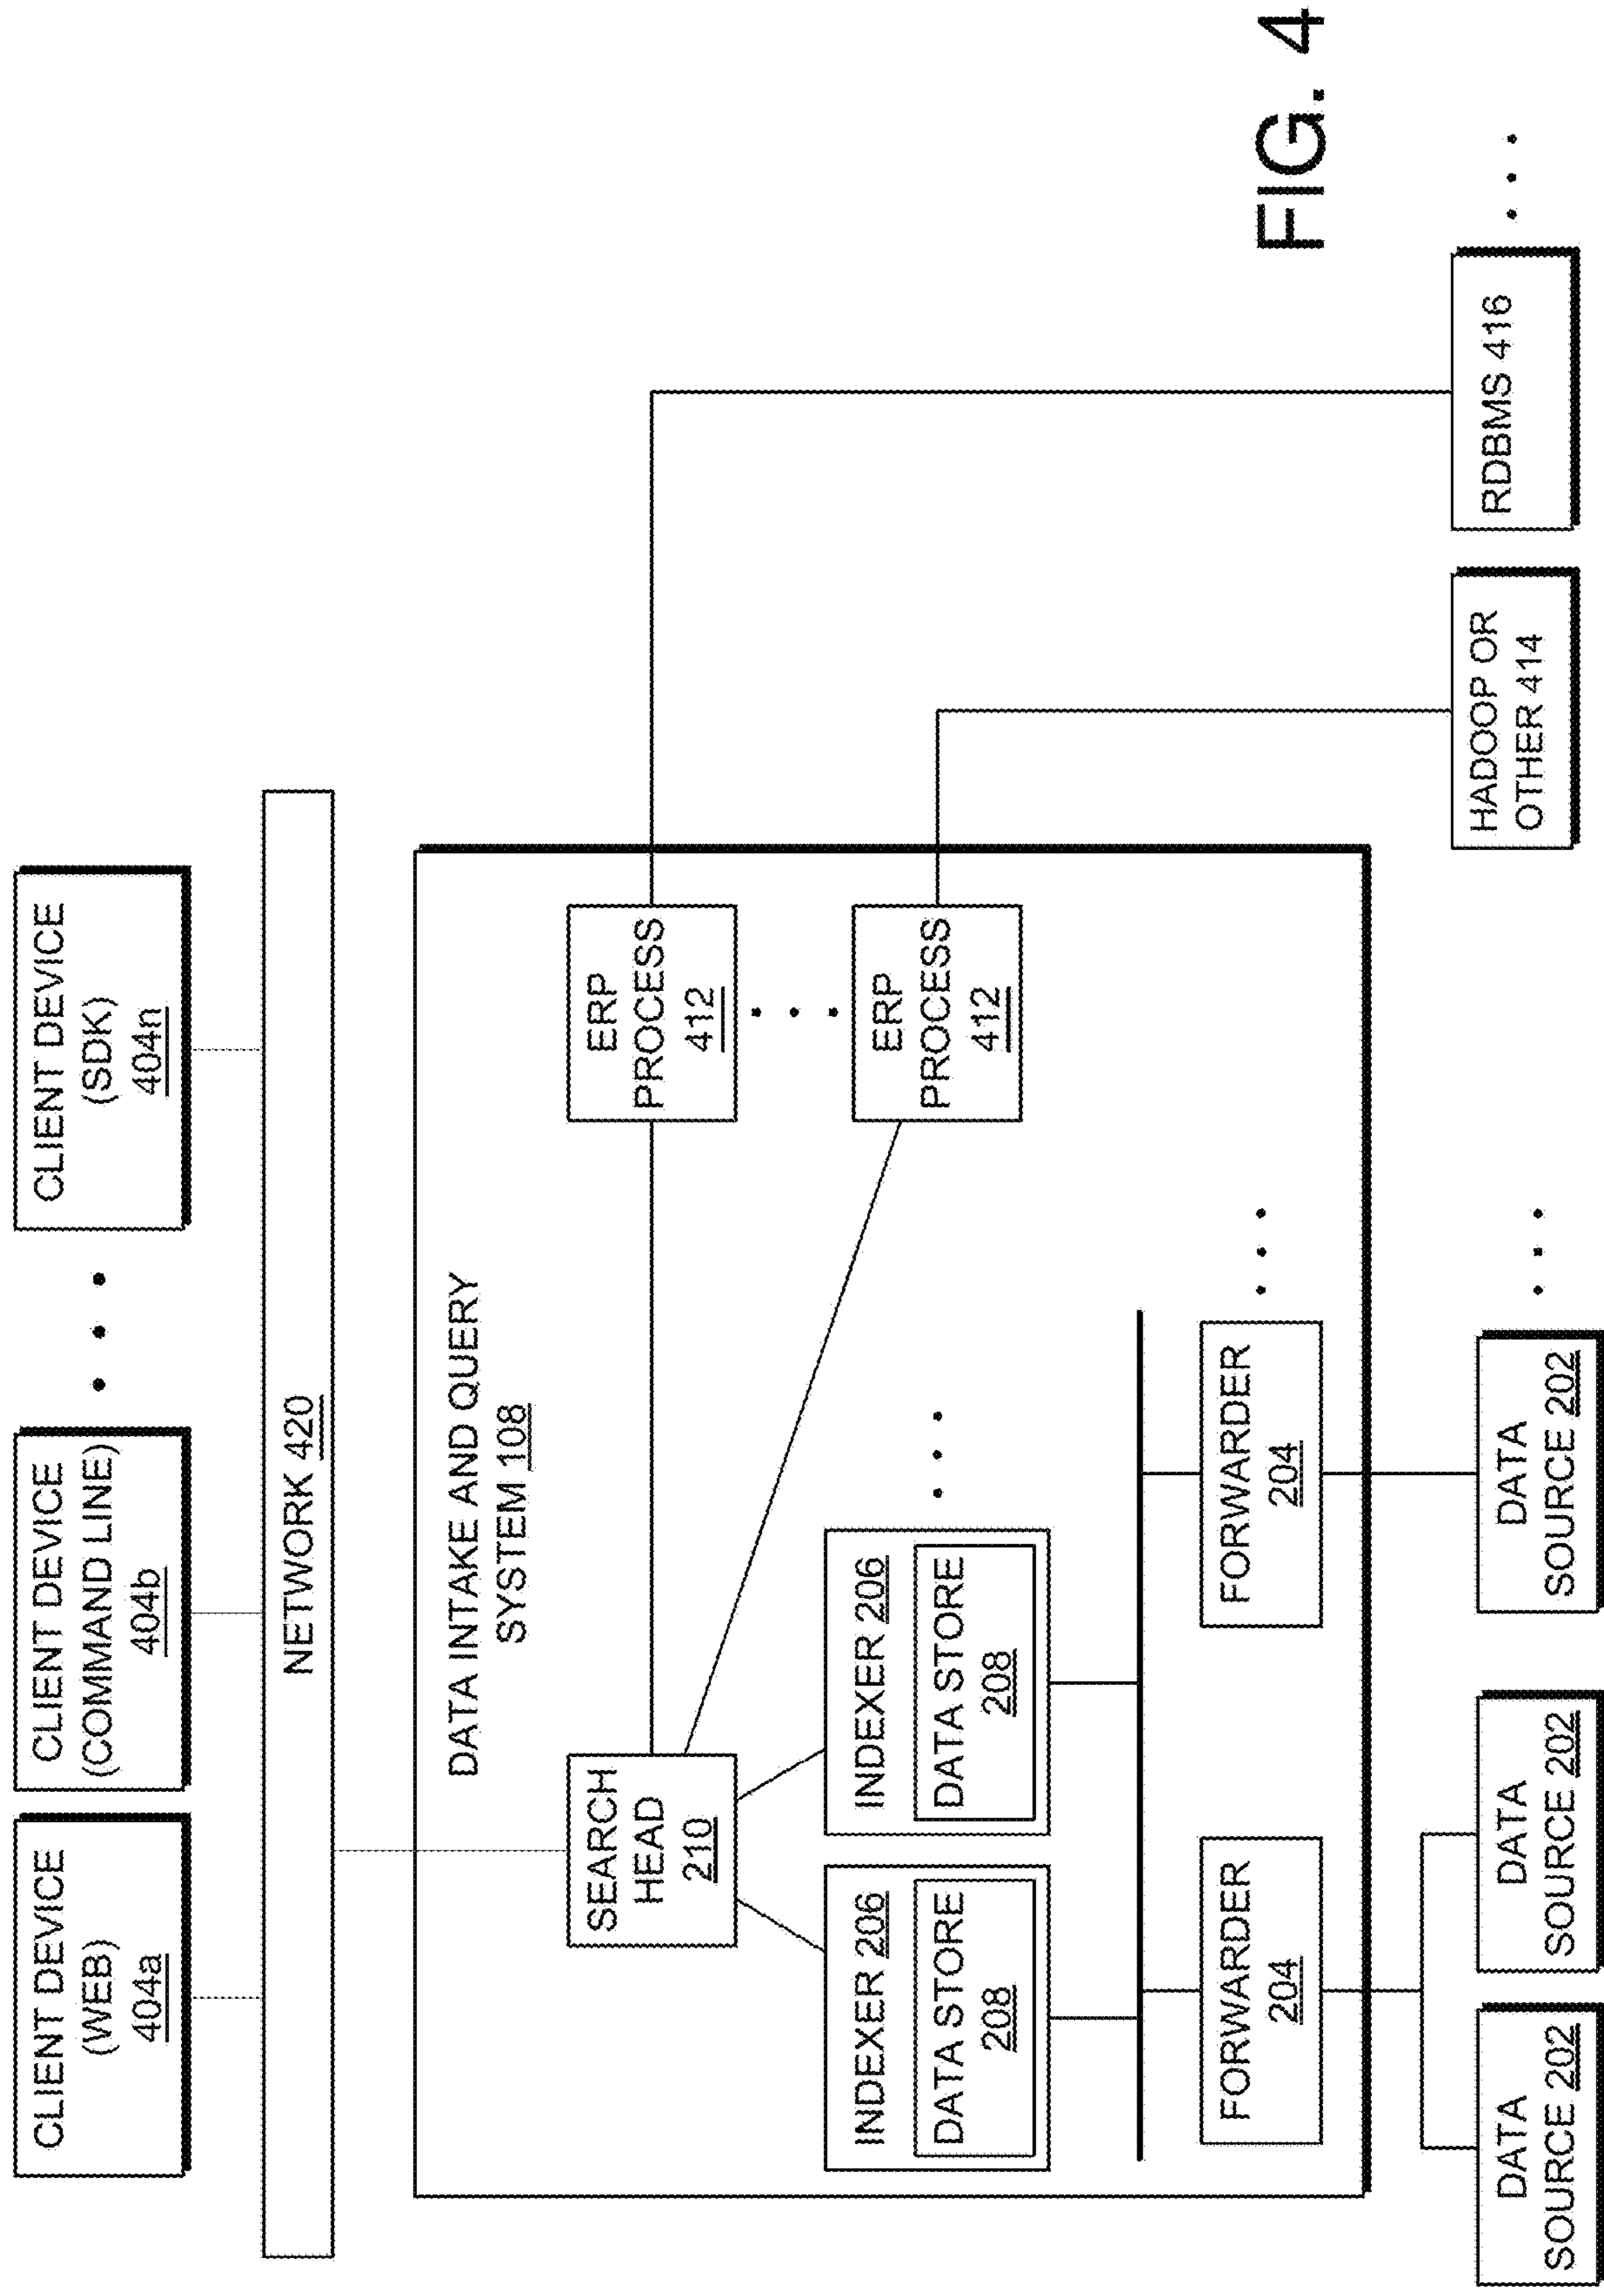 CLIENT DEVICE
(WEB)
404a
CLIENT DEVICE
(COMMAND LINE)
404b
CLIENT DEVICE
(SDK)
404n
NETWORK 420
DATA INTAKE AND QUERY
SYSTEM 108
SEARCH
HEAD
210
ERP
PROCESS
412
ERP
PROCESS
412
INDEXER 206
DATA STORE
208
INDEXER 206
DATA STORE
208
FORWARDER
204
FORWARDER
204
DATA
SOURCE 202
DATA
SOURCE 202
DATA
SOURCE 202
HADOOP OR
OTHER 414
RDBMS 416
FIG. 4